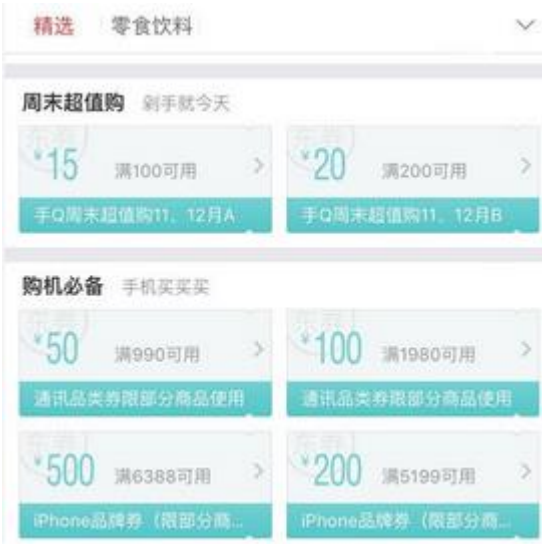 精选 零食饮料
周末超值购 剁手就今天
¥15 满100可用
¥20 满200可用
手Q周末超值购11、12月A
手Q周末超值购11、12月B
购机必备 手机买买买
¥50 满990可用
¥100 满1980可用
通讯品类券限部分商品使用
通讯品类券限部分商品使用
¥500 满6388可用
¥200 满5199可用
iPhone品牌券（限部分商...
iPhone品牌券（限部分商...